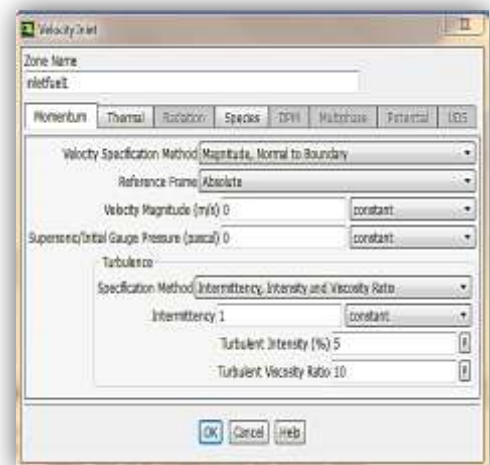 Velocity Inlet
Zone Name
inletfuel1
Momentum Thermal Radiation Species DPM Multiphase Potential UDS
Velocity Specification Method Magnitude, Normal to Boundary
Reference Frame Absolute
Velocity Magnitude (m/s) 0 constant
Supersonic/Initial Gauge Pressure (pascal) 0 constant
Turbulence
Specification Method Intermittency, Intensity and Viscosity Ratio
Intermittency 1 constant
Turbulent Intensity (%) 5 P
Turbulent Viscosity Ratio 10 P
OK Cancel Help